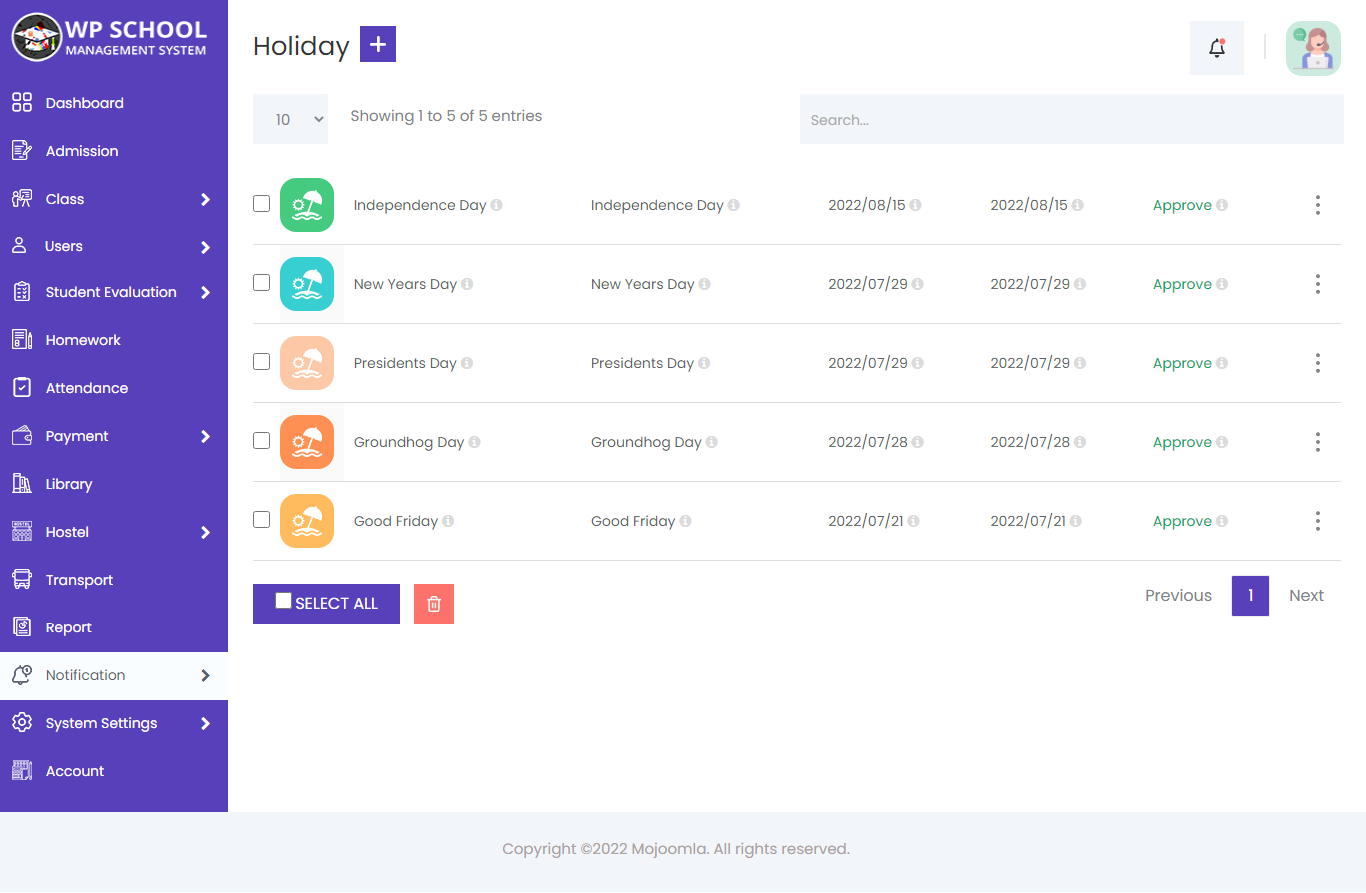 WP SCHOOL
MANAGEMENT SYSTEM
Dashboard
Admission
Class
Users
Student Evaluation
Homework
Attendance
Payment
Library
Hostel
Transport
Report
Notification
System Settings
Account
Holiday +
10 Showing 1 to 5 of 5 entries Search...
Independence Day Independence Day 2022/08/15 2022/08/15 Approve
New Years Day New Years Day 2022/07/29 2022/07/29 Approve
Presidents Day Presidents Day 2022/07/29 2022/07/29 Approve
Groundhog Day Groundhog Day 2022/07/28 2022/07/28 Approve
Good Friday Good Friday 2022/07/21 2022/07/21 Approve
SELECT ALL Previous 1 Next
Copyright ©2022 Mojoomla. All rights reserved.